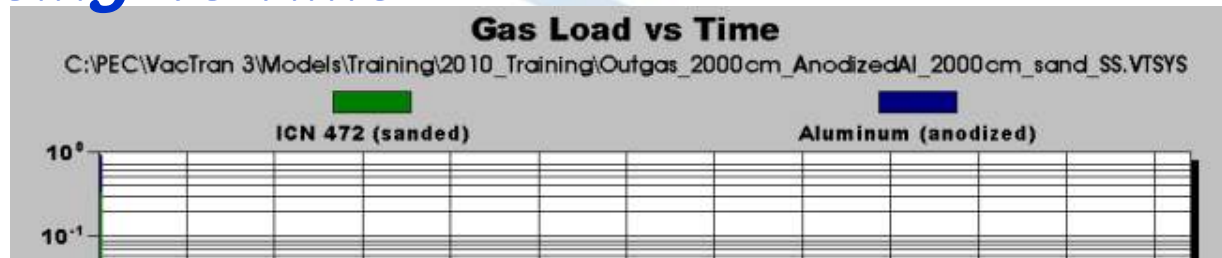 Gas Load vs Time
C:\PEC\VacTran 3\Models\Training\2010_Training\Outgas_2000cm_AnodizedAl_2000cm_sand_SS.VTSYS
ICN 472 (sanded) Aluminum (anodized)
10⁰
10⁻¹